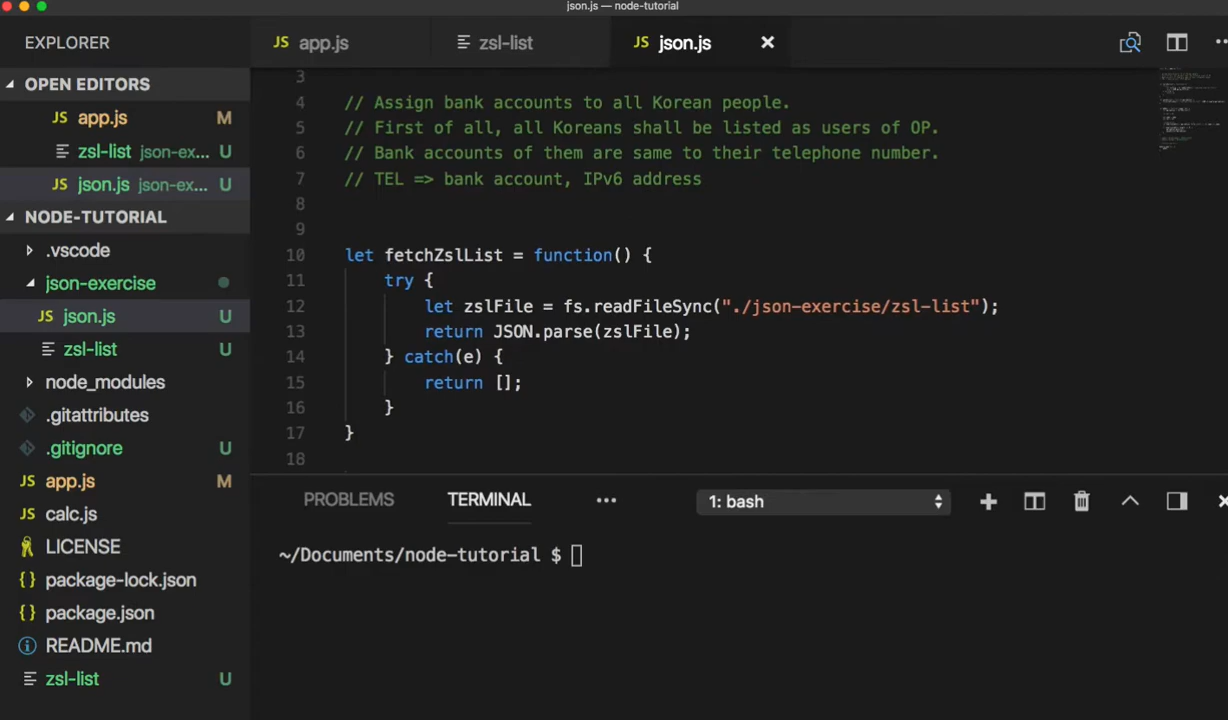 json.js — node-tutorial
EXPLORER
OPEN EDITORS
JS app.js M
zsl-list json-ex... U
JS json.js json-ex... U
NODE-TUTORIAL
.vscode
json-exercise
JS json.js U
zsl-list U
node_modules
.gitattributes
.gitignore U
JS app.js M
JS calc.js
LICENSE
{ } package-lock.json
{ } package.json
README.md
zsl-list U
JS app.js
zsl-list
JS json.js
3
4 // Assign bank accounts to all Korean people.
5 // First of all, all Koreans shall be listed as users of OP.
6 // Bank accounts of them are same to their telephone number.
7 // TEL => bank account, IPv6 address
8
9
10 let fetchZslList = function() {
11 try {
12 let zslFile = fs.readFileSync("./json-exercise/zsl-list");
13 return JSON.parse(zslFile);
14 } catch(e) {
15 return [];
16 }
17 }
18
PROBLEMS TERMINAL ... 1: bash
~/Documents/node-tutorial $